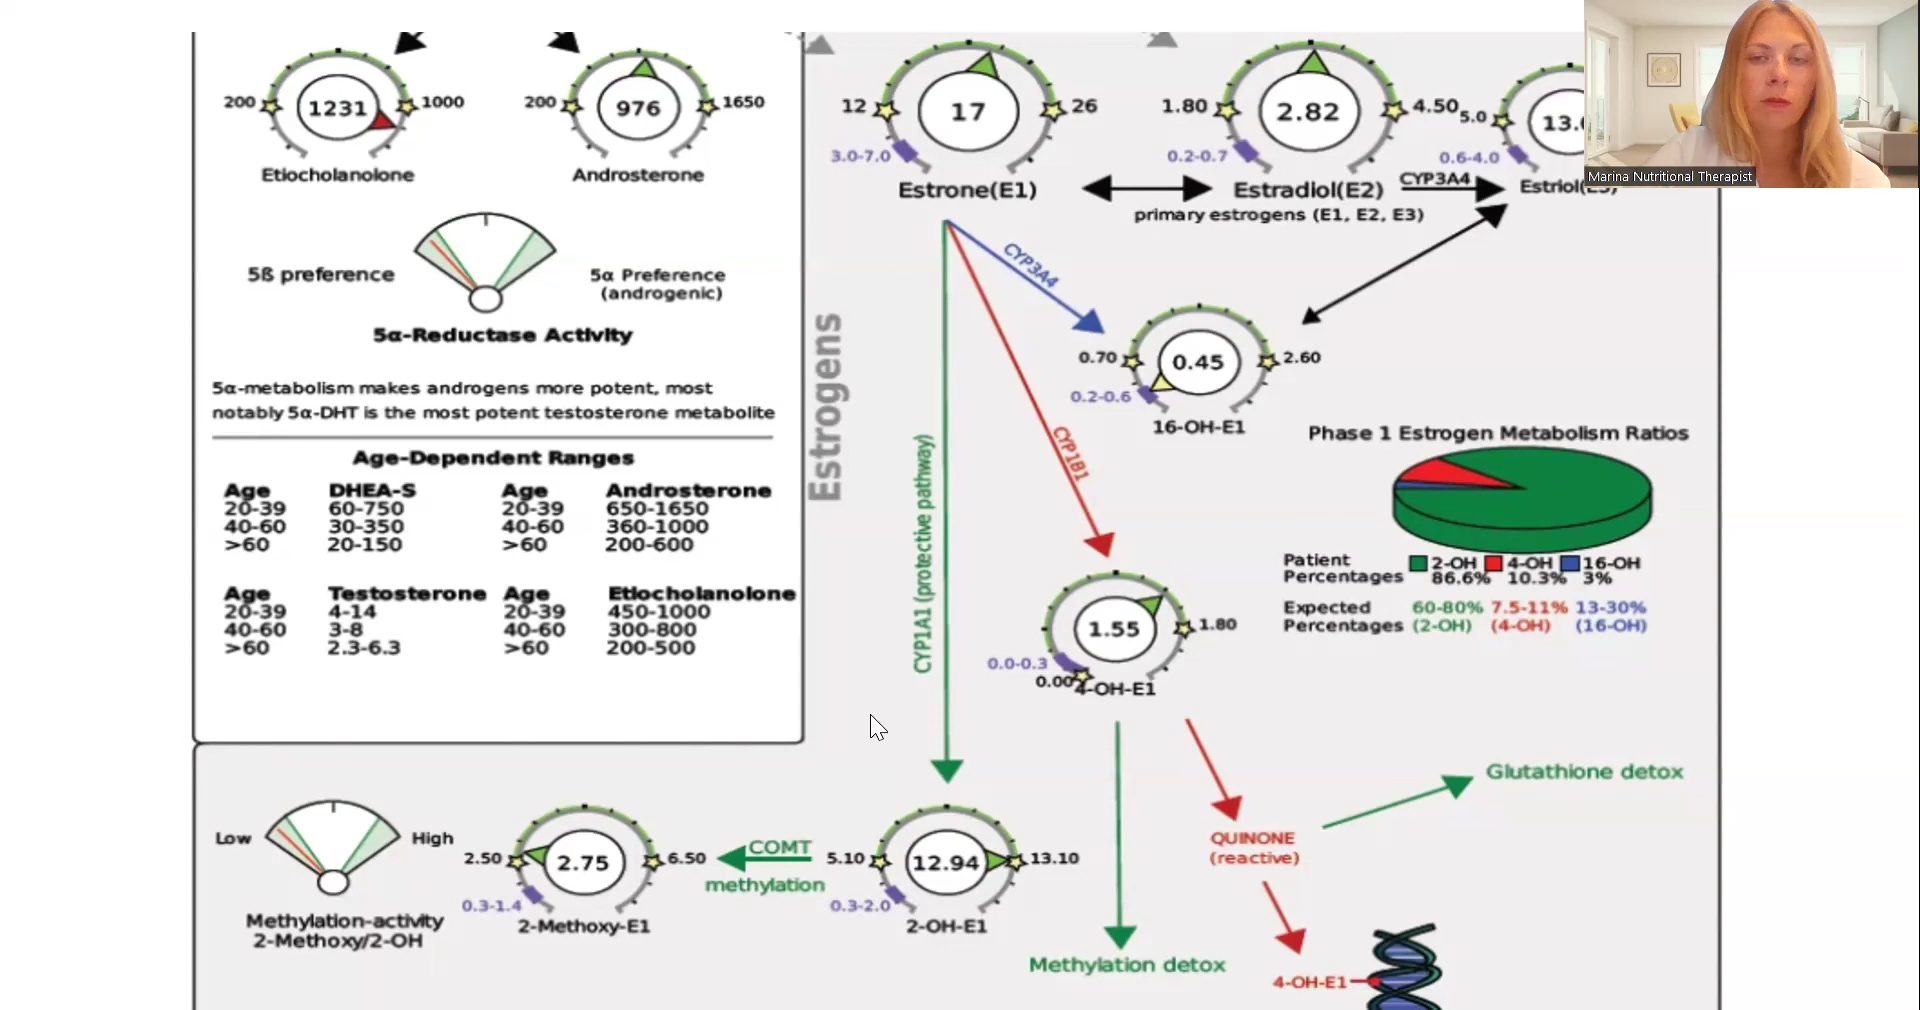 200
1231
1000
Etiocholanolone
200
976
1650
Androsterone
5ß preference
5α Preference
(androgenic)
5α-Reductase Activity
5α-metabolism makes androgens more potent, most
notably 5α-DHT is the most potent testosterone metabolite
Age-Dependent Ranges
Age DHEA-S Age Androsterone
20-39 60-750 20-39 650-1650
40-60 30-350 40-60 360-1000
>60 20-150 >60 200-600
Age Testosterone Age Etiocholanolone
20-39 4-14 20-39 450-1000
40-60 3-8 40-60 300-800
>60 2.3-6.3 >60 200-500
Estrogens
12
17
26
3.0-7.0
Estrone(E1)
1.80
2.82
4.50
0.2-0.7
Estradiol(E2)
CYP3A4
5.0
0.6-4.0
primary estrogens (E1, E2, E3)
Marina Nutritional Therapist
CYP3A4
0.70
0.45
2.60
0.2-0.6
16-OH-E1
CYP1B1
CYP1A1 (protective pathway)
1.55
1.80
0.0-0.3
0.00
4-OH-E1
Phase 1 Estrogen Metabolism Ratios
Patient 2-OH 4-OH 16-OH
Percentages 86.6% 10.3% 3%
Expected 60-80% 7.5-11% 13-30%
Percentages (2-OH) (4-OH) (16-OH)
Low
High
Methylation-activity
2-Methoxy/2-OH
2.50
2.75
6.50
0.3-1.4
2-Methoxy-E1
COMT
methylation
5.10
12.94
13.10
0.3-2.0
2-OH-E1
Methylation detox
QUINONE
(reactive)
Glutathione detox
4-OH-E1